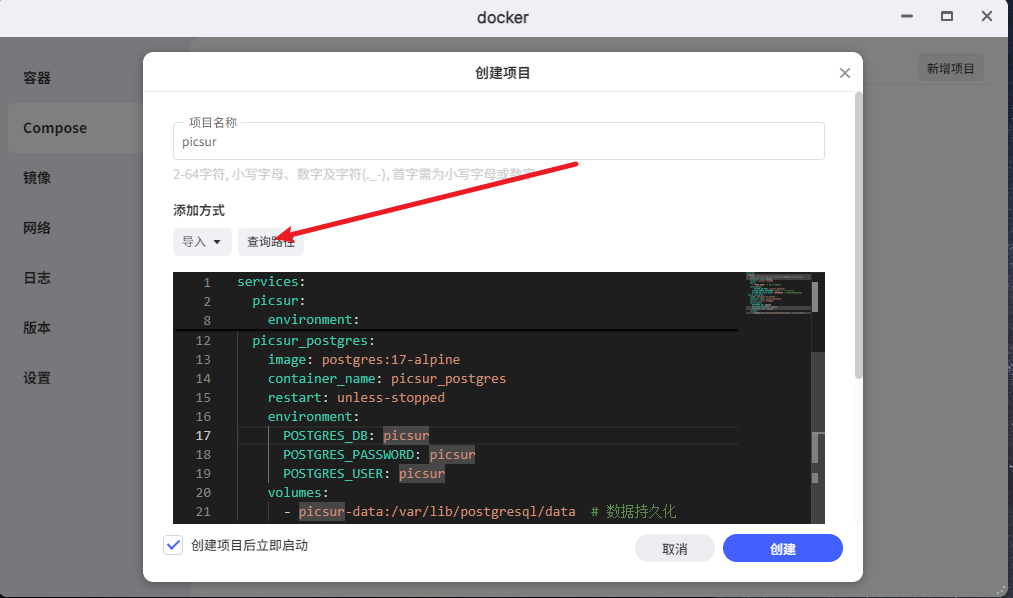 docker
容器
Compose
镜像
网络
日志
版本
设置
新增项目
创建项目
项目名称
picsur
2-64字符, 小写字母、数字及字符(._-), 首字需为小写字母或数字
添加方式
导入
查询路径
1 services:
2 picsur:
8 environment:
12 picsur_postgres:
13 image: postgres:17-alpine
14 container_name: picsur_postgres
15 restart: unless-stopped
16 environment:
17 POSTGRES_DB: picsur
18 POSTGRES_PASSWORD: picsur
19 POSTGRES_USER: picsur
20 volumes:
21 - picsur-data:/var/lib/postgresql/data # 数据持久化
创建项目后立即启动
取消
创建